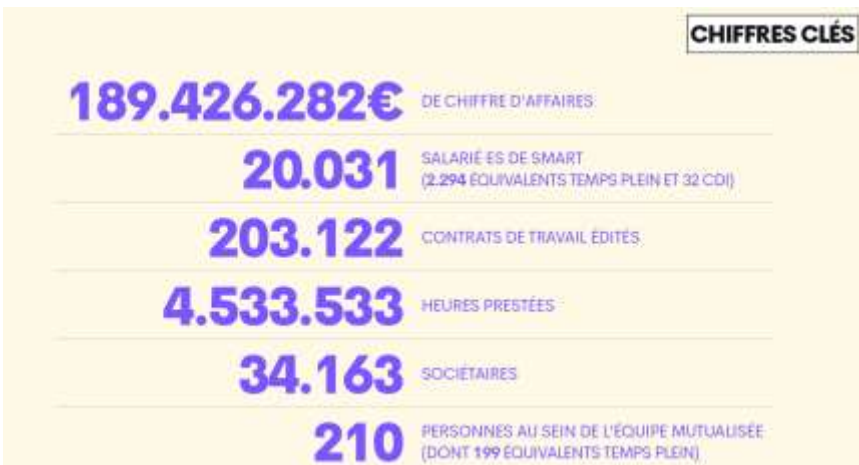 CHIFFRES CLÉS
189.426.282€ DE CHIFFRE D'AFFAIRES
20.031 SALARIÉ·ES DE SMART
(2.294 ÉQUIVALENTS TEMPS PLEIN ET 32 CDI)
203.122 CONTRATS DE TRAVAIL ÉDITÉS
4.533.533 HEURES PRESTÉES
34.163 SOCIÉTAIRES
210 PERSONNES AU SEIN DE L'ÉQUIPE MUTUALISÉE
(DONT 199 ÉQUIVALENTS TEMPS PLEIN)